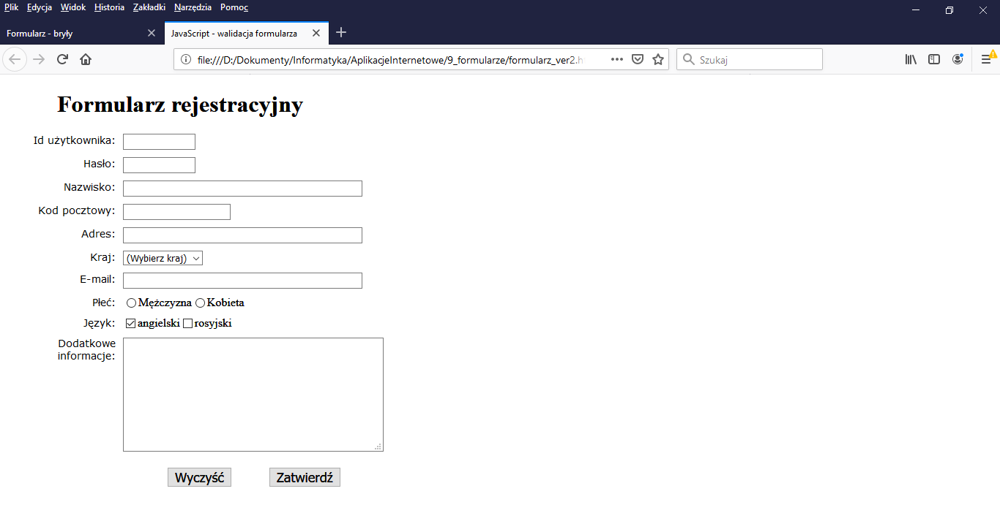 Plik Edycja Widok Historia Zakładki Narzędzia Pomoc
Formularz - bryły JavaScript - walidacja formularza
file:///D:/Dokumenty/Informatyka/AplikacjeInternetowe/9_formularze/formularz_ver2.h Szukaj
Formularz rejestracyjny
Id użytkownika:
Hasło:
Nazwisko:
Kod pocztowy:
Adres:
Kraj: (Wybierz kraj)
E-mail:
Płeć: Mężczyzna Kobieta
Język: angielski rosyjski
Dodatkowe
informacje:
Wyczyść Zatwierdź